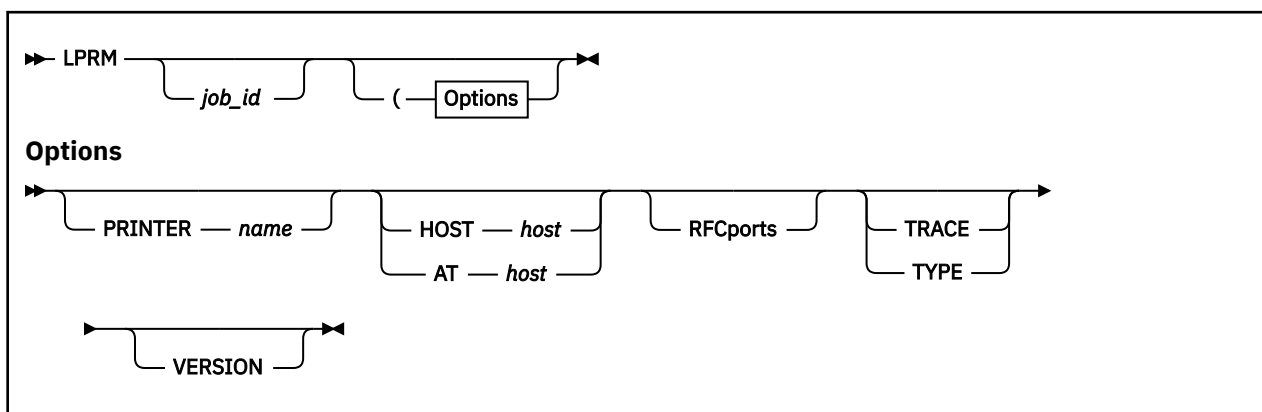 LPRM
job_id ( Options
Options
PRINTER name HOST host RFCports TRACE
AT host TYPE
VERSION